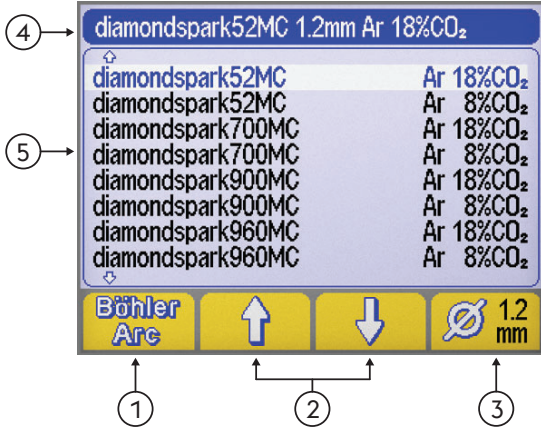 4
diamondspark52MC 1.2mm Ar 18%CO₂
5
diamondspark52MC Ar 18%CO₂
diamondspark52MC Ar 8%CO₂
diamondspark700MC Ar 18%CO₂
diamondspark700MC Ar 8%CO₂
diamondspark900MC Ar 18%CO₂
diamondspark900MC Ar 8%CO₂
diamondspark960MC Ar 18%CO₂
diamondspark960MC Ar 8%CO₂
Böhler
Arc
1.2
mm
1
2
3